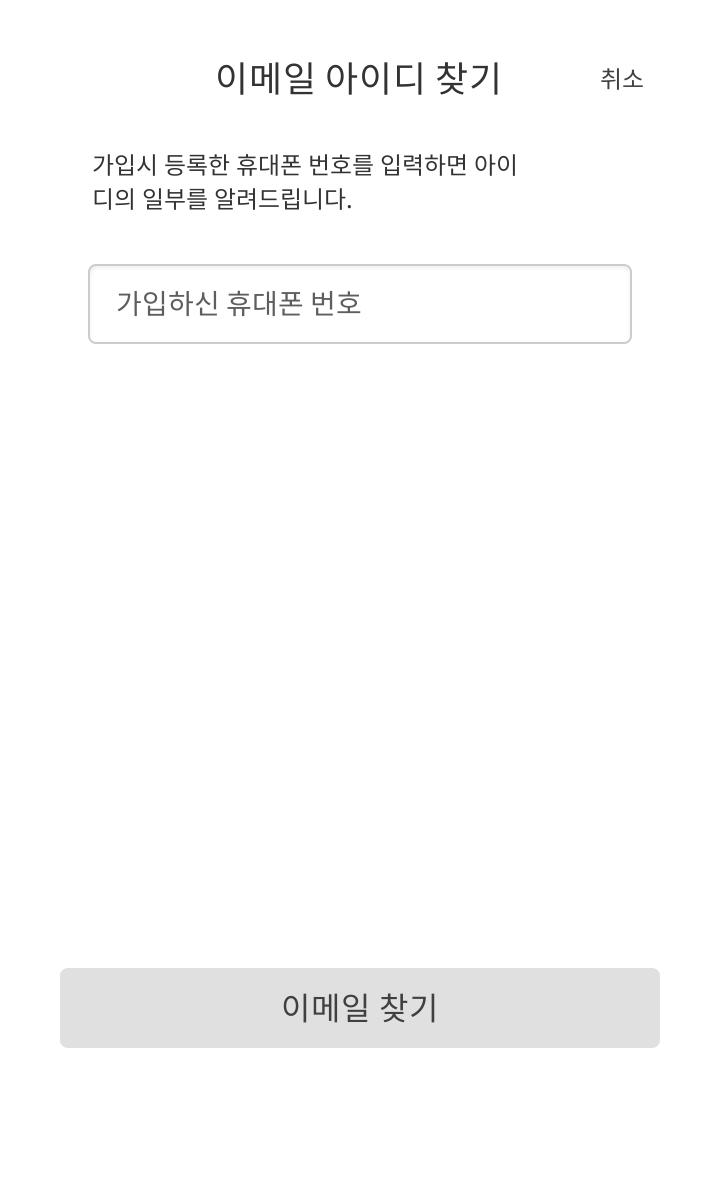 이메일 아이디 찾기
취소
가입시 등록한 휴대폰 번호를 입력하면 아이
디의 일부를 알려드립니다.
가입하신 휴대폰 번호
이메일 찾기